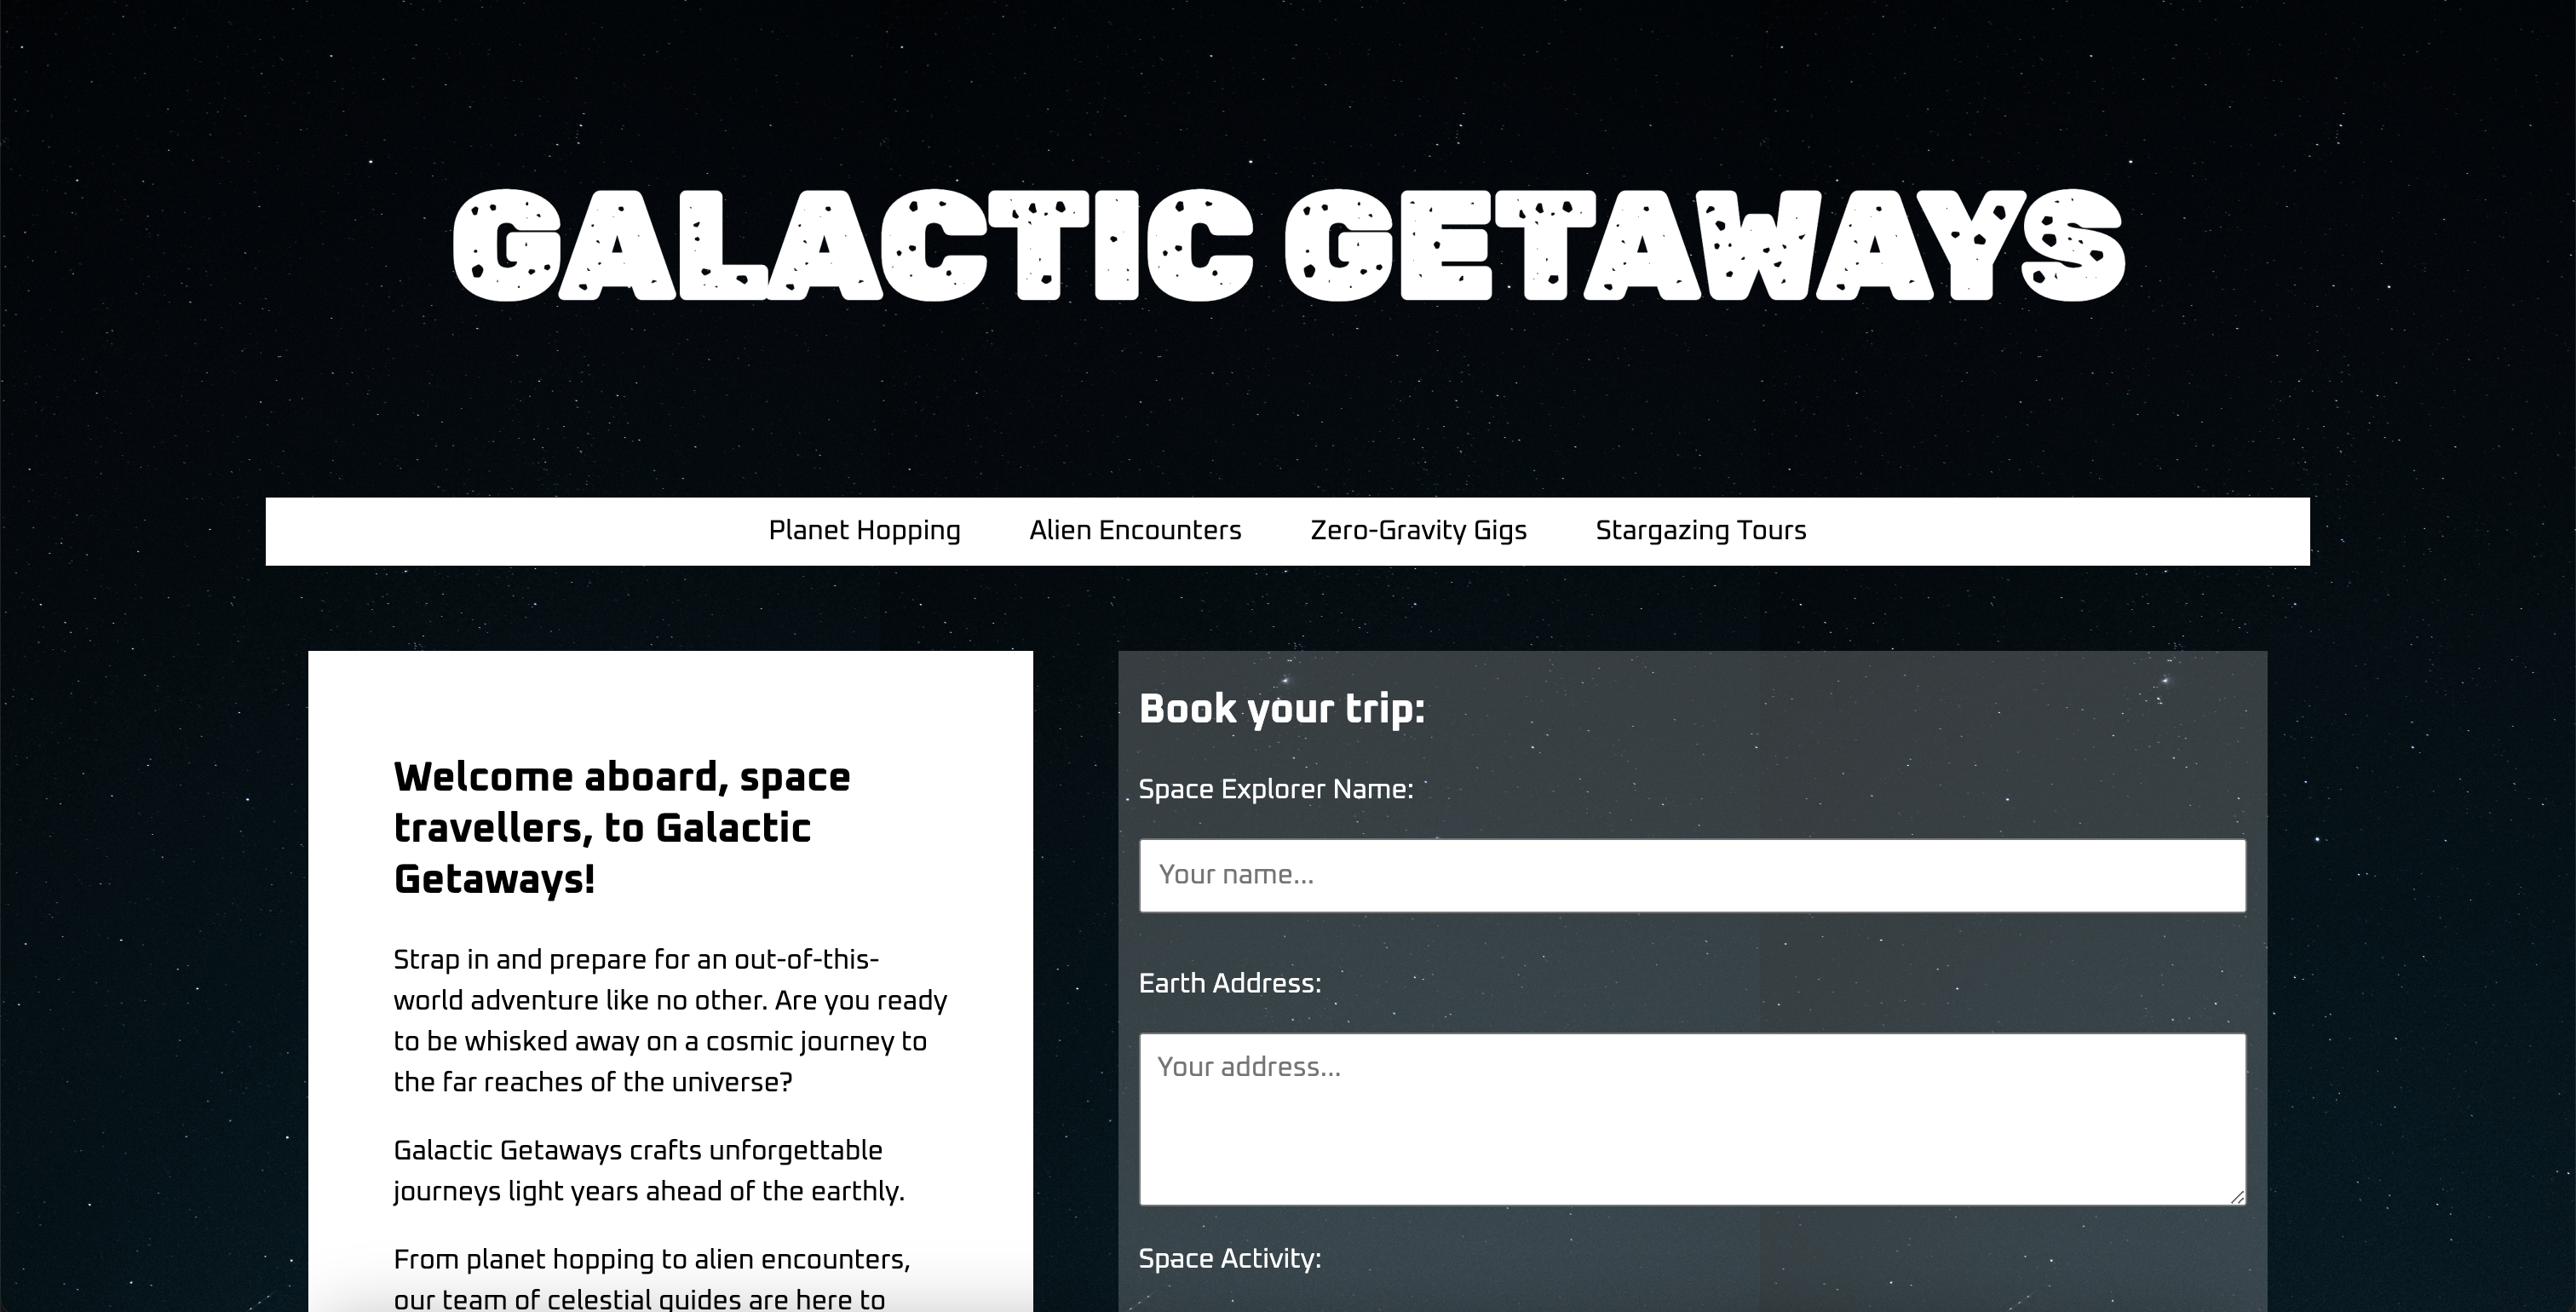 GALACTIC GETAWAYS
Planet Hopping Alien Encounters Zero-Gravity Gigs Stargazing Tours
Welcome aboard, space
travellers, to Galactic
Getaways!
Strap in and prepare for an out-of-this-
world adventure like no other. Are you ready
to be whisked away on a cosmic journey to
the far reaches of the universe?
Galactic Getaways crafts unforgettable
journeys light years ahead of the earthly.
From planet hopping to alien encounters,
our team of celestial guides are here to
Book your trip:
Space Explorer Name:
Your name...
Earth Address:
Your address...
Space Activity: